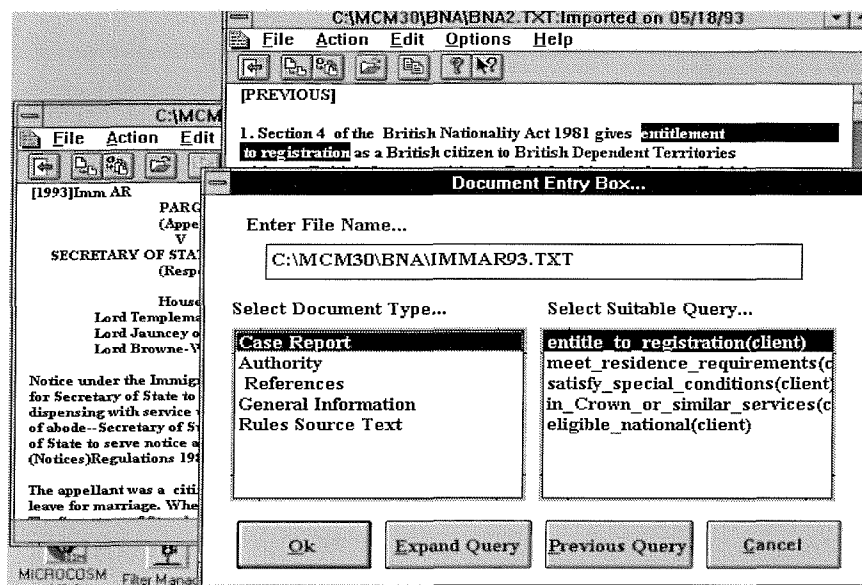 C:\MCM30\BNA\BNA2.TXT:Imported on 05/18/93
File Action Edit Options Help
[PREVIOUS]
1. Section 4 of the British Nationality Act 1981 gives entitlement
to registration as a British citizen to British Dependent Territories
C:\MCM
File Action Edit
[1993]Imm AR
PARG
(Appe
V
SECRETARY OF STAT
(Resp
House
Lord Templema
Lord Jauncey o
Lord Browne-
Notice under the Immig
for Secretary of State to
dispensing with service
of abode--Secretary of S
of State to serve notice a
(Notices)Regulations 19
The appellant was a citi
leave for marriage. Whe
Document Entry Box...
Enter File Name...
C:\MCM30\BNA\IMMAR93.TXT
Select Document Type...
Case Report
Authority
References
General Information
Rules Source Text
Select Suitable Query...
entitle_to_registration(client)
meet_residence_requirements(c
satisfy_special_conditions(client)
in_Crown_or_similar_services(c
eligible_national(client)
Ok Expand Query Previous Query Cancel
MICROCOSM Filter Manag